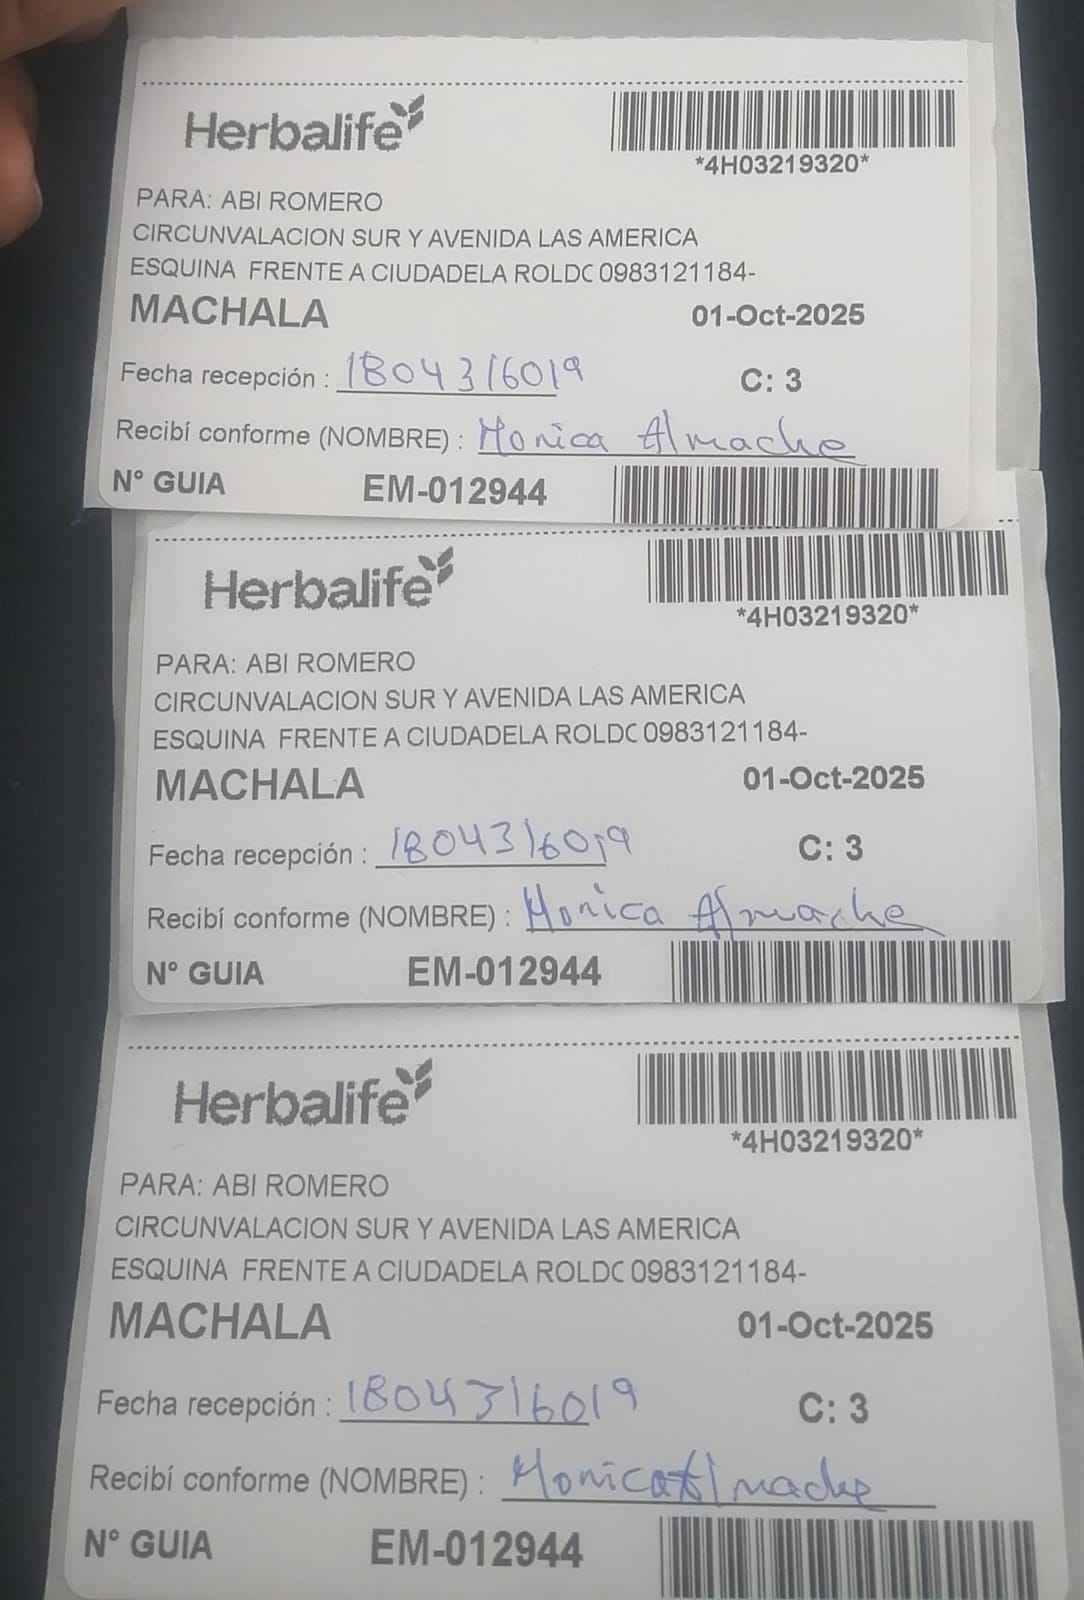 Herbalife
*4H03219320*
PARA: ABI ROMERO
CIRCUNVALACION SUR Y AVENIDA LAS AMERICA
ESQUINA FRENTE A CIUDADELA ROLDC 0983121184-
MACHALA 01-Oct-2025
Fecha recepción : 1804316019 C: 3
Recibí conforme (NOMBRE) : Monica Almache
N° GUIA EM-012944
Herbalife
*4H03219320*
PARA: ABI ROMERO
CIRCUNVALACION SUR Y AVENIDA LAS AMERICA
ESQUINA FRENTE A CIUDADELA ROLDC 0983121184-
MACHALA 01-Oct-2025
Fecha recepción : 1804316019 C: 3
Recibí conforme (NOMBRE) : Monica Almache
N° GUIA EM-012944
Herbalife
*4H03219320*
PARA: ABI ROMERO
CIRCUNVALACION SUR Y AVENIDA LAS AMERICA
ESQUINA FRENTE A CIUDADELA ROLDC 0983121184-
MACHALA 01-Oct-2025
Fecha recepción : 1804316019 C: 3
Recibí conforme (NOMBRE) : Monica Almache
N° GUIA EM-012944